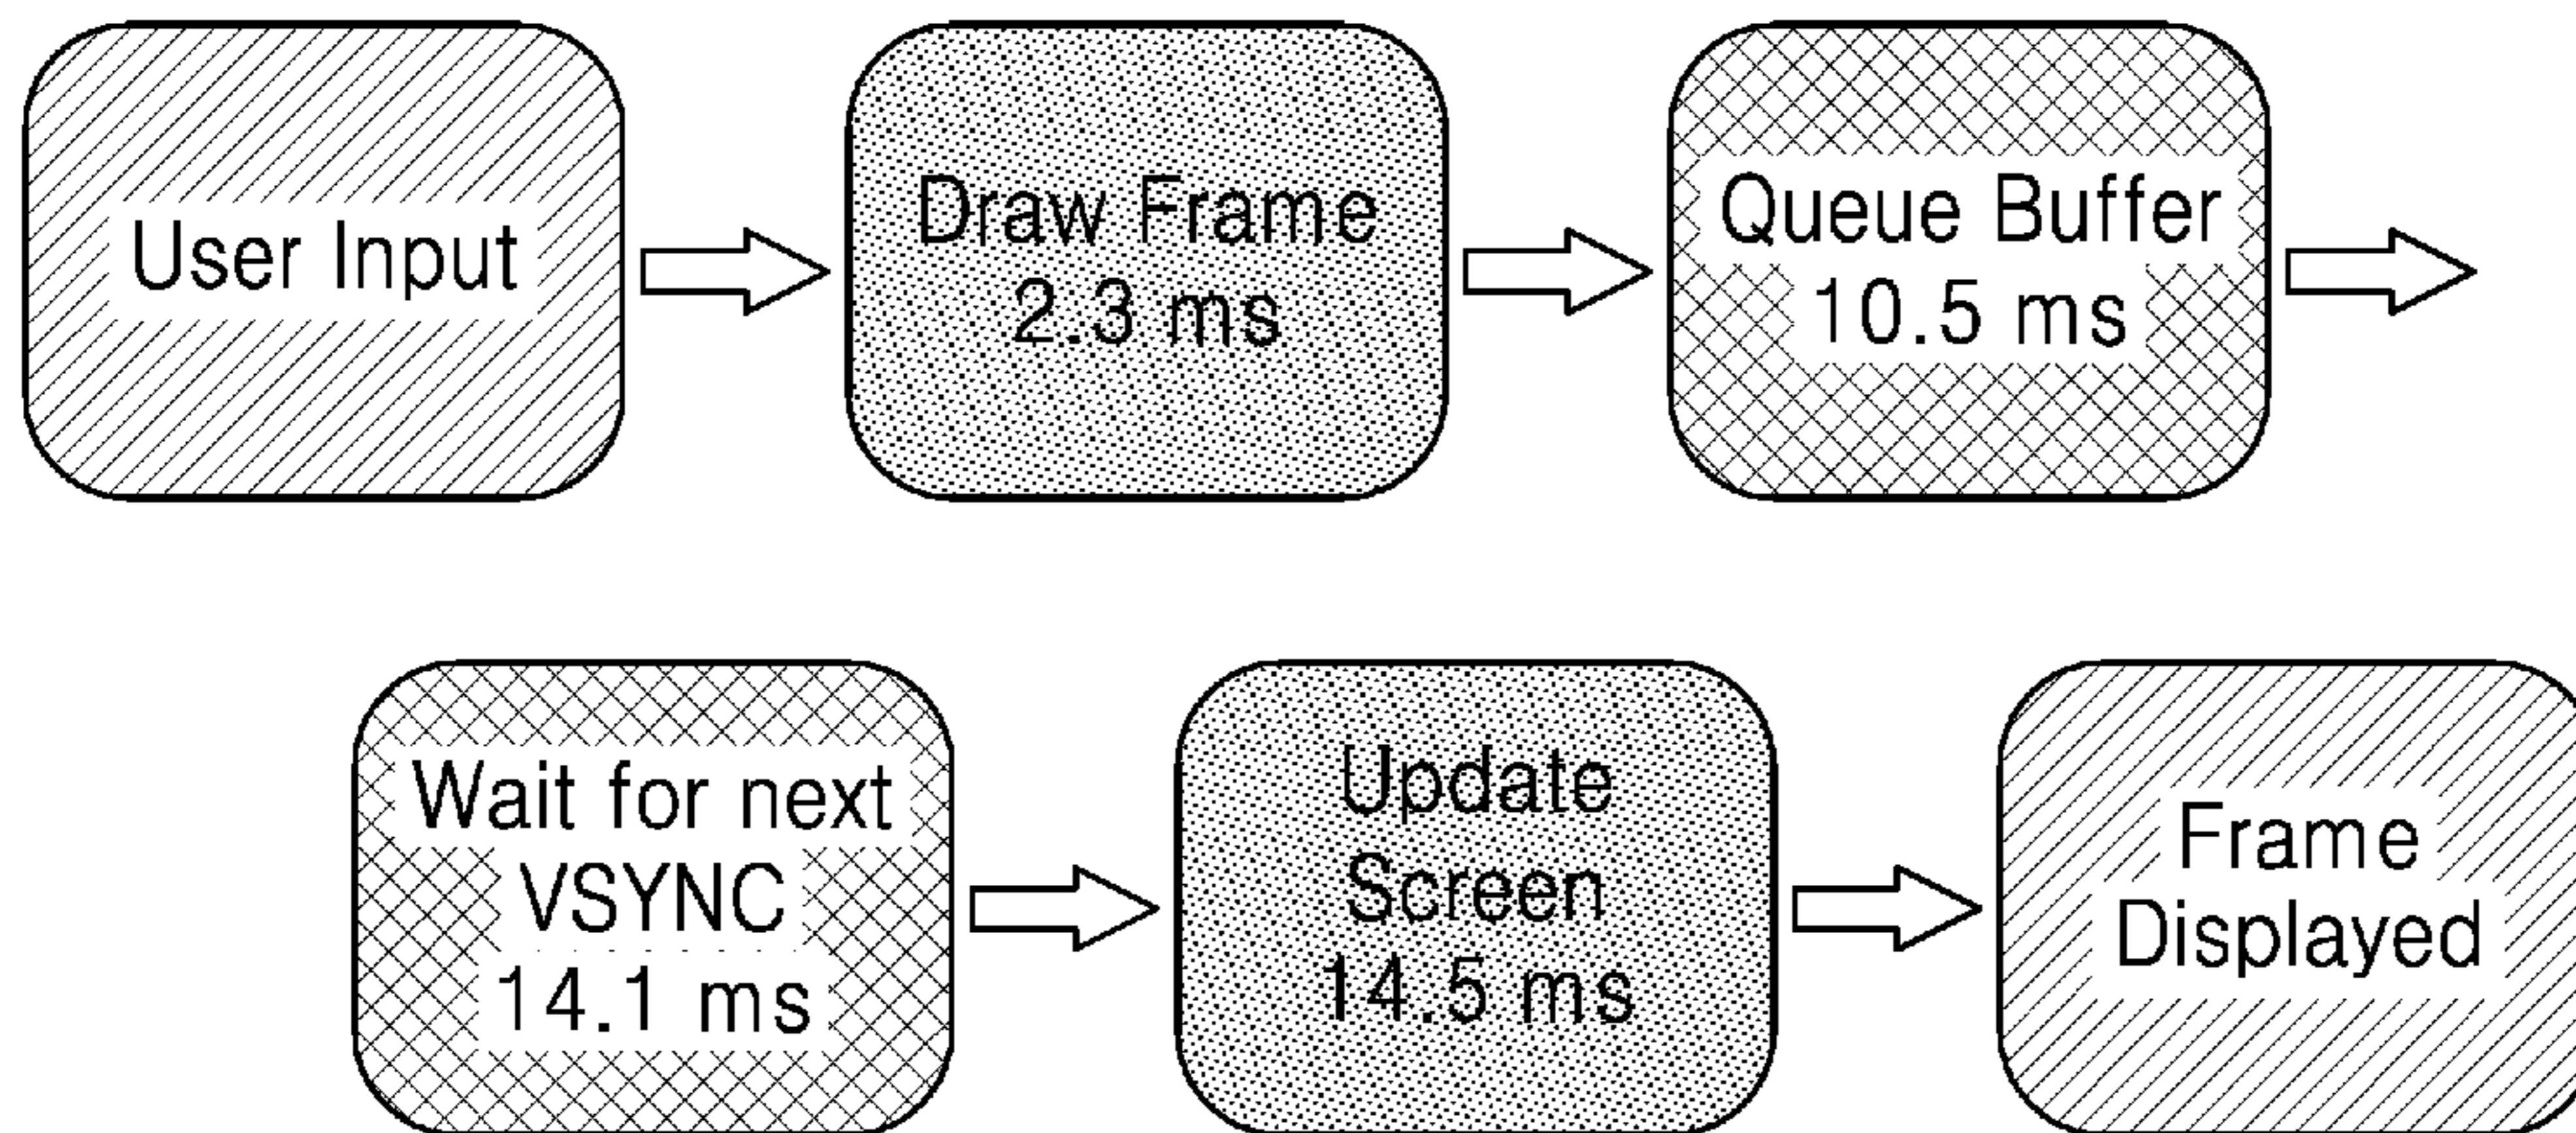 User Input
Draw Frame
2.3 ms
Queue Buffer
10.5 ms
Wait for next
VSYNC
14.1 ms
Update
Screen
14.5 ms
Frame
Displayed